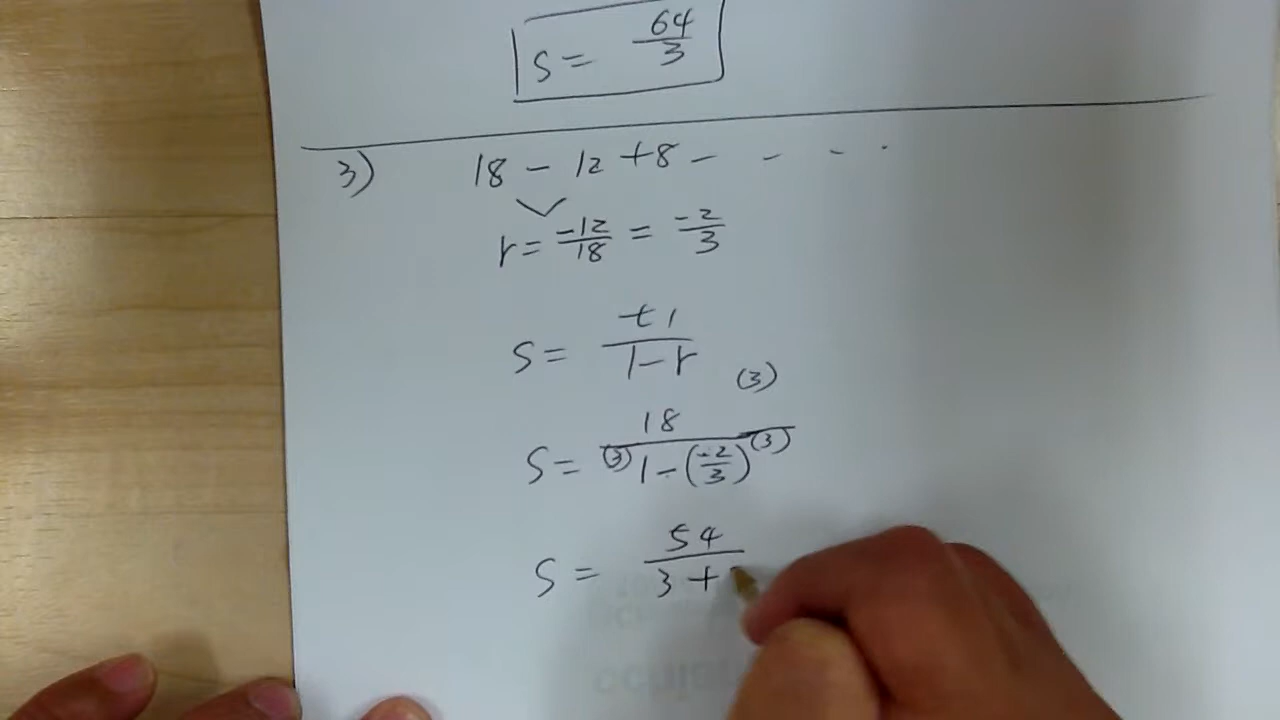 S = 64/3
3) 18 - 12 + 8 - - - .
r = -12/18 = -2/3
S = t1/1-r
(3)
S = 18/(3) 1-(-2/3)(3)
S = 54/3 +